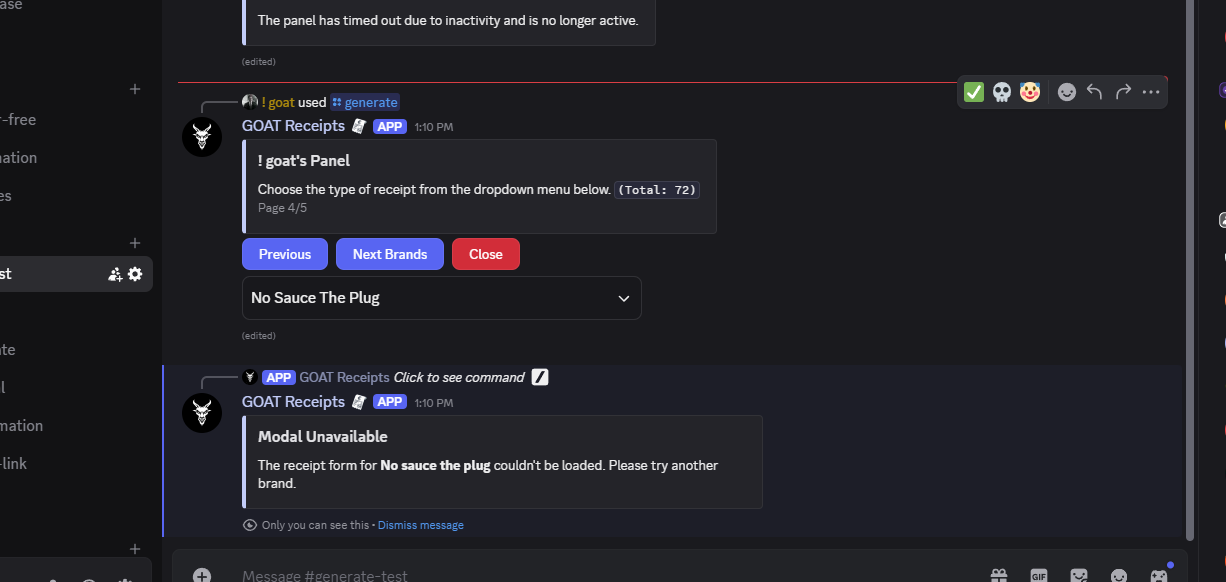 ase
The panel has timed out due to inactivity and is no longer active.
(edited)
! goat used generate
-free
GOAT Receipts APP 1:10 PM
nation
! goat's Panel
Choose the type of receipt from the dropdown menu below. (Total: 72)
es
Page 4/5
Previous Next Brands Close
st
No Sauce The Plug
(edited)
ate
APP GOAT Receipts Click to see command
GOAT Receipts APP 1:10 PM
mation
Modal Unavailable
The receipt form for No sauce the plug couldn't be loaded. Please try another
brand.
-link
Only you can see this • Dismiss message
Message #generate-test
GIF